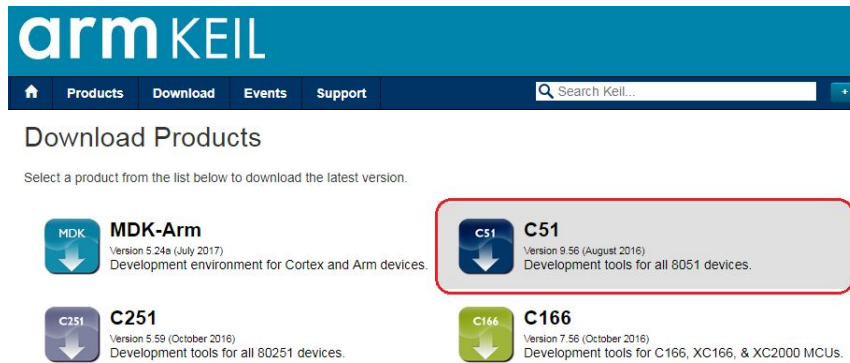 arm KEIL
Products Download Events Support Search Keil... +
Download Products
Select a product from the list below to download the latest version.
MDK
MDK-Arm
Version 5.24a (July 2017)
Development environment for Cortex and Arm devices.
C51
C51
Version 9.56 (August 2016)
Development tools for all 8051 devices.
C251
C251
Version 5.59 (October 2016)
Development tools for all 80251 devices.
C166
C166
Version 7.56 (October 2016)
Development tools for C166, XC166, & XC2000 MCUs.